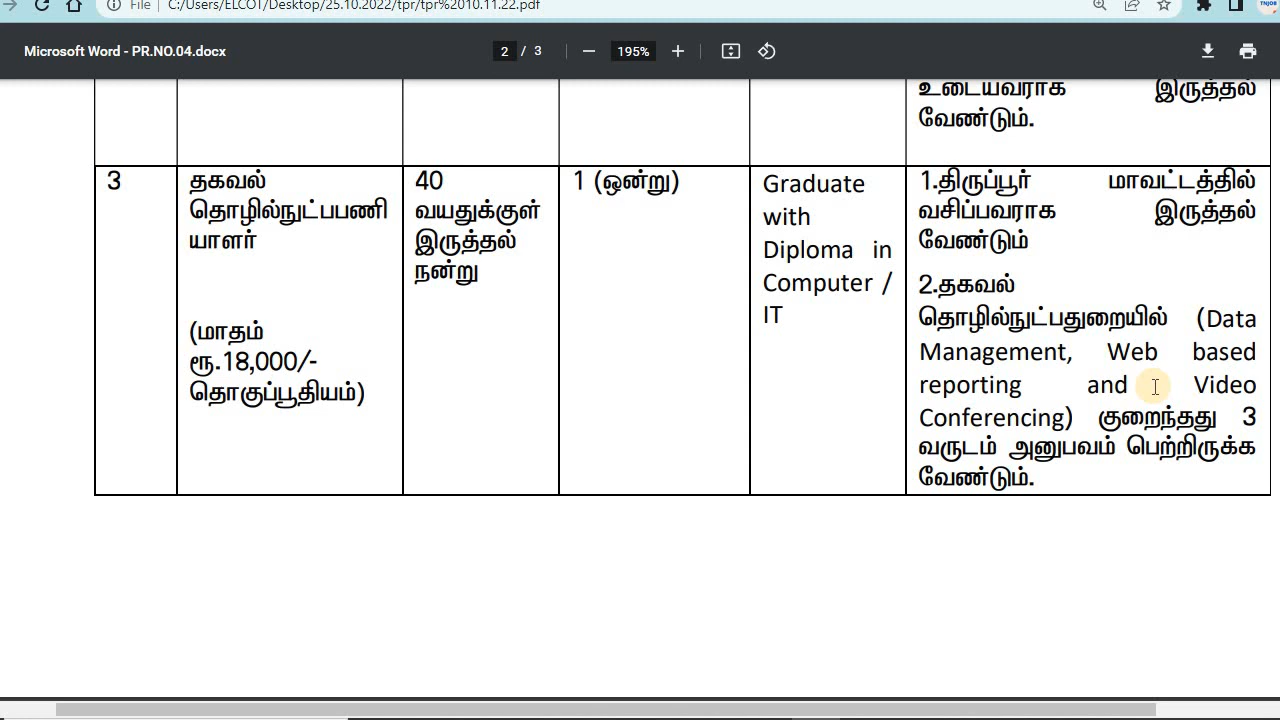 File
C:/Users/ELCOT/Desktop/25.10.2022/tpr/tpr%2010.11.22.pdf
TNJOB
Microsoft Word - PR.NO.04.docx
2 / 3
195%
உடையவராக இருத்தல்
வேண்டும்.
3
தகவல்
தொழில்நுட்பபணி
யாளர்
(மாதம்
ரூ.18,000/-
தொகுப்பூதியம்)
40
வயதுக்குள்
இருத்தல்
நன்று
1 (ஒன்று)
Graduate
with
Diploma in
Computer /
IT
1.திருப்பூர் மாவட்டத்தில்
வசிப்பவராக இருத்தல்
வேண்டும்
2.தகவல்
தொழில்நுட்பதுறையில் (Data
Management, Web based
reporting and Video
Conferencing) குறைந்தது 3
வருடம் அனுபவம் பெற்றிருக்க
வேண்டும்.